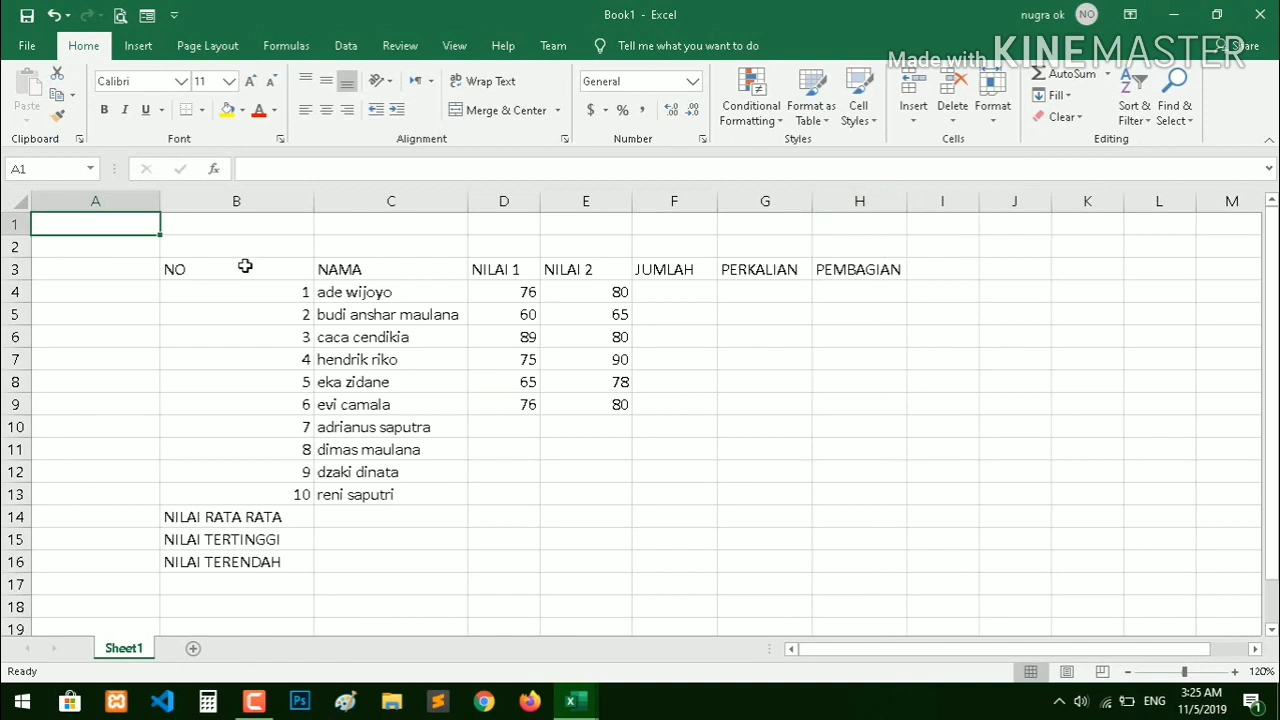 Book1 - Excel
nugra ok NO
File Home Insert Page Layout Formulas Data Review View Help Team Tell me what you want to do Share
Made with KINEMASTER
Paste
Clipboard
Calibri 11
B I U
Font
Wrap Text
Merge & Center
Alignment
General
$ % ,
Number
Conditional Formatting
Format as Table
Cell Styles
Styles
Insert Delete Format
Cells
AutoSum
Fill
Clear
Sort & Filter
Find & Select
Editing
A1 fx
A B C D E F G H I J K L M
1
2
3 NO NAMA NILAI 1 NILAI 2 JUMLAH PERKALIAN PEMBAGIAN
4 1 ade wijoyo 76 80
5 2 budi anshar maulana 60 65
6 3 caca cendikia 89 80
7 4 hendrik riko 75 90
8 5 eka zidane 65 78
9 6 evi camala 76 80
10 7 adrianus saputra
11 8 dimas maulana
12 9 dzaki dinata
13 10 reni saputri
14 NILAI RATA RATA
15 NILAI TERTINGGI
16 NILAI TERENDAH
17
18
19
Sheet1
Ready 120%
ENG 3:25 AM
11/5/2019